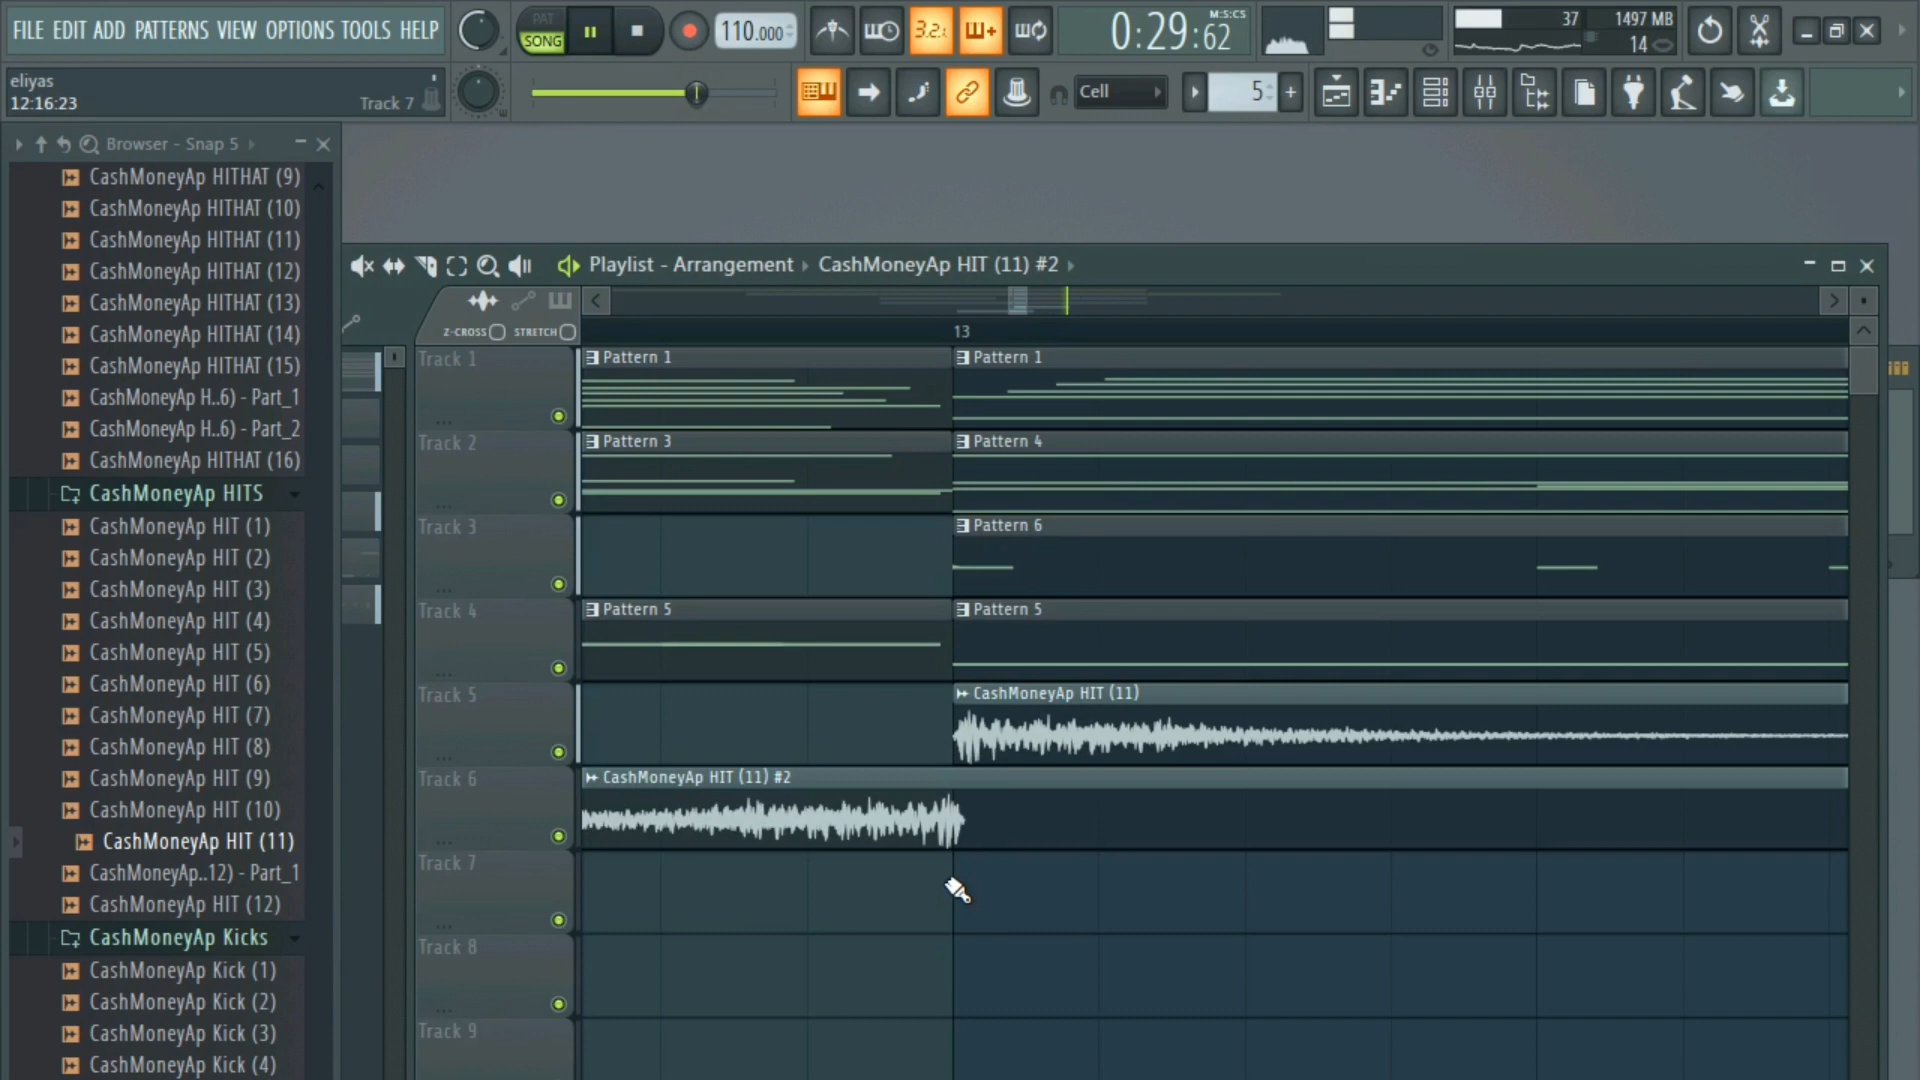 FILE EDIT ADD PATTERNS VIEW OPTIONS TOOLS HELP
PAT
SONG
110.000
3.2.
0:29:62
M:S:CS
37
1497 MB
14
eliyas
12:16:23
Track 7
Cell
5
Browser - Snap 5
CashMoneyAp HITHAT (9)
CashMoneyAp HITHAT (10)
CashMoneyAp HITHAT (11)
CashMoneyAp HITHAT (12)
CashMoneyAp HITHAT (13)
CashMoneyAp HITHAT (14)
CashMoneyAp HITHAT (15)
CashMoneyAp H..6) - Part_1
CashMoneyAp H..6) - Part_2
CashMoneyAp HITHAT (16)
CashMoneyAp HITS
CashMoneyAp HIT (1)
CashMoneyAp HIT (2)
CashMoneyAp HIT (3)
CashMoneyAp HIT (4)
CashMoneyAp HIT (5)
CashMoneyAp HIT (6)
CashMoneyAp HIT (7)
CashMoneyAp HIT (8)
CashMoneyAp HIT (9)
CashMoneyAp HIT (10)
CashMoneyAp HIT (11)
CashMoneyAp..12) - Part_1
CashMoneyAp HIT (12)
CashMoneyAp Kicks
CashMoneyAp Kick (1)
CashMoneyAp Kick (2)
CashMoneyAp Kick (3)
CashMoneyAp Kick (4)
Playlist - Arrangement › CashMoneyAp HIT (11) #2
Z-CROSS STRETCH
13
Track 1
Pattern 1
Pattern 1
Track 2
Pattern 3
Pattern 4
Track 3
Pattern 6
Track 4
Pattern 5
Pattern 5
Track 5
CashMoneyAp HIT (11)
Track 6
CashMoneyAp HIT (11) #2
Track 7
Track 8
Track 9